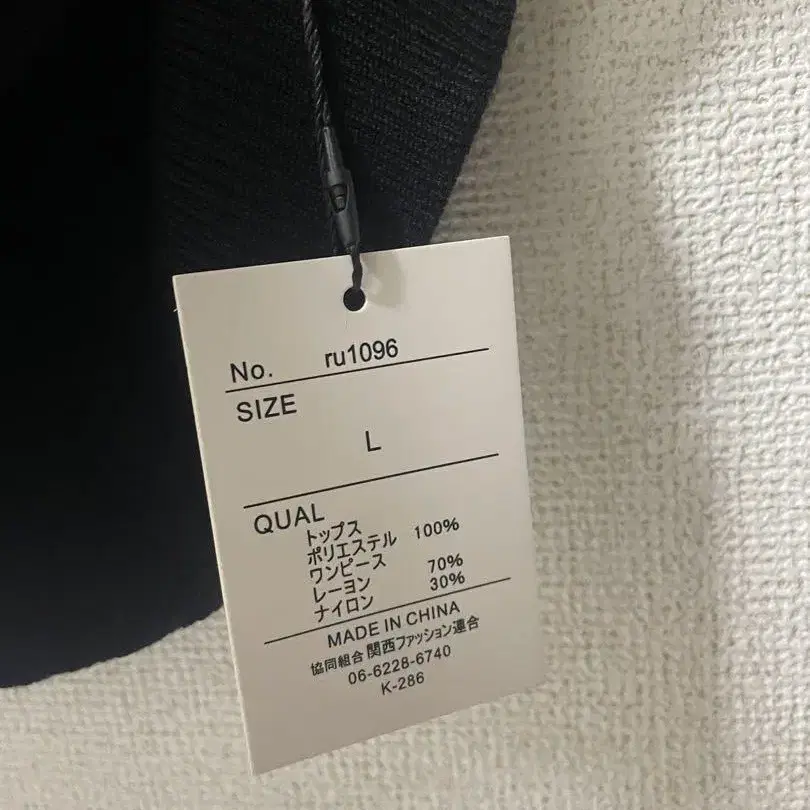 No. ru1096
SIZE
L
QUAL
トップス
ポリエステル 100%
ワンピース
レーヨン 70%
ナイロン 30%
MADE IN CHINA
協同組合 関西ファッション連合
06-6228-6740
K-286